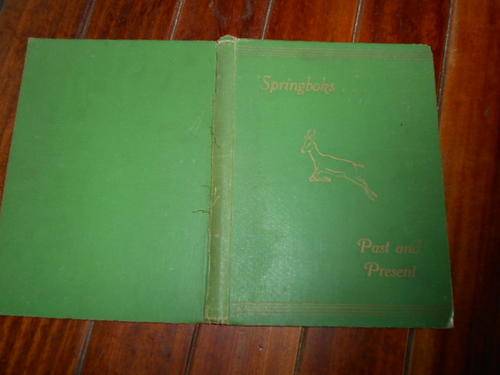 Springboks . . .
Past and
Present